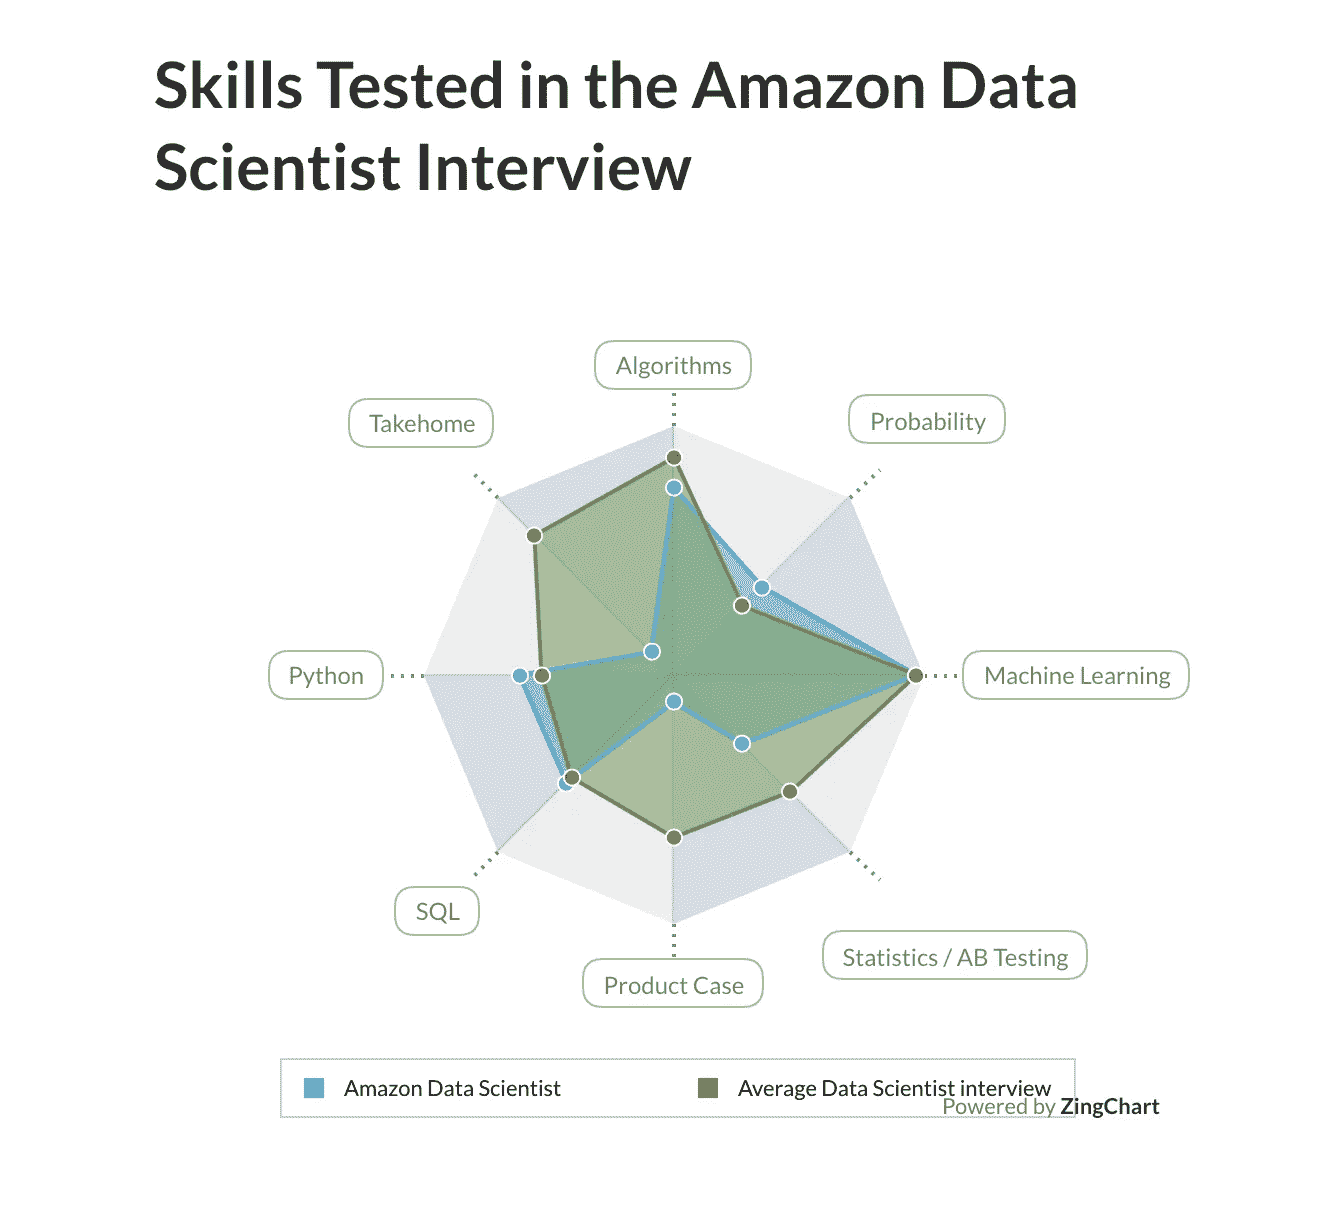 Skills Tested in the Amazon Data
Scientist Interview
Algorithms
Probability
Takehome
Python
Machine Learning
SQL
Statistics / AB Testing
Product Case
Amazon Data Scientist
Average Data Scientist interview
Powered by ZingChart